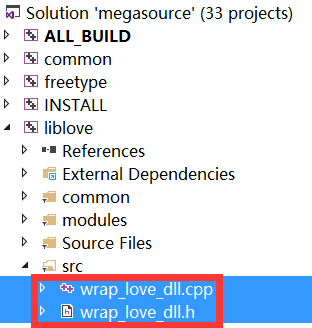 Solution 'megasource' (33 projects)
ALL_BUILD
common
freetype
INSTALL
liblove
References
External Dependencies
common
modules
Source Files
src
wrap_love_dll.cpp
wrap_love_dll.h